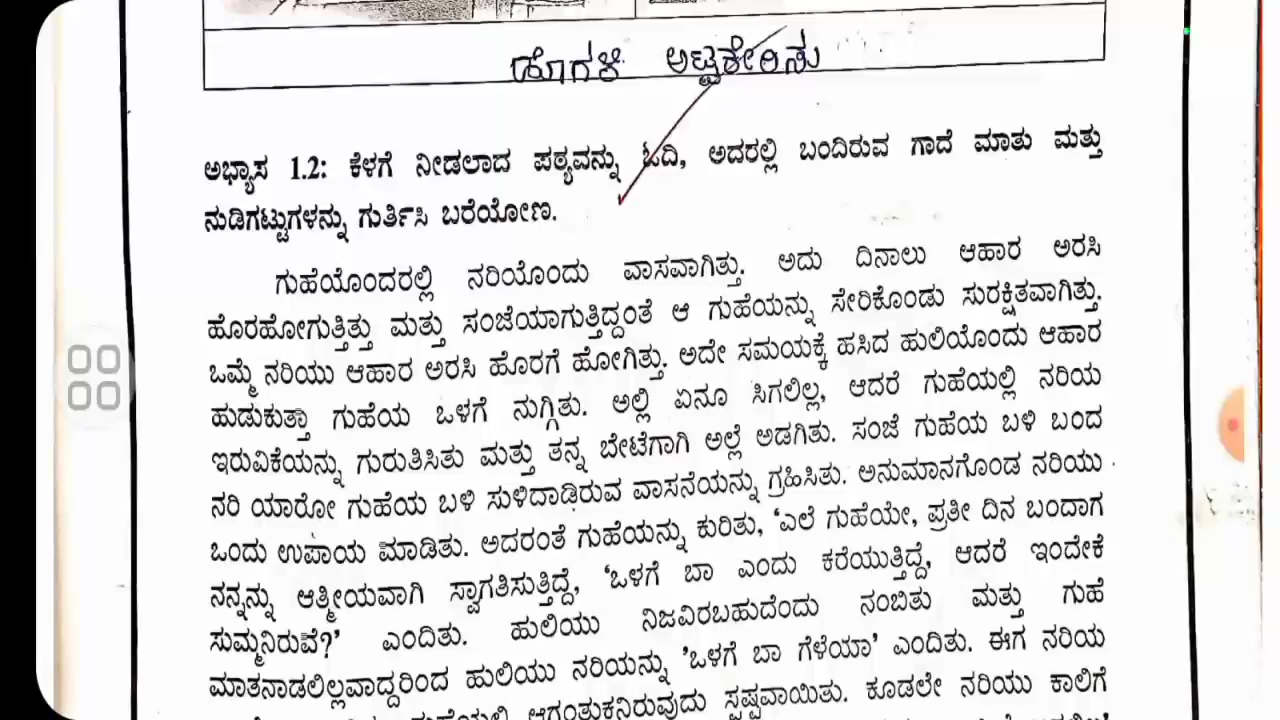 ಹೊಗಳಿ ಅಟ್ಟಕ್ಕೇರಿಸು
ಅಭ್ಯಾಸ 1.2: ಕೆಳಗೆ ನೀಡಲಾದ ಪಠ್ಯವನ್ನು ಓದಿ, ಅದರಲ್ಲಿ ಬಂದಿರುವ ಗಾದೆ ಮಾತು ಮತ್ತು
ನುಡಿಗಟ್ಟುಗಳನ್ನು ಗುರ್ತಿಸಿ ಬರೆಯೋಣ.
ಗುಹೆಯೊಂದರಲ್ಲಿ ನರಿಯೊಂದು ವಾಸವಾಗಿತ್ತು. ಅದು ದಿನಾಲು ಆಹಾರ ಅರಸಿ
ಹೊರಹೋಗುತ್ತಿತ್ತು ಮತ್ತು ಸಂಜೆಯಾಗುತ್ತಿದ್ದಂತೆ ಆ ಗುಹೆಯನ್ನು ಸೇರಿಕೊಂಡು ಸುರಕ್ಷಿತವಾಗಿತ್ತು.
ಒಮ್ಮೆ ನರಿಯು ಆಹಾರ ಅರಸಿ ಹೊರಗೆ ಹೋಗಿತ್ತು. ಅದೇ ಸಮಯಕ್ಕೆ ಹಸಿದ ಹುಲಿಯೊಂದು ಆಹಾರ
ಹುಡುಕುತ್ತಾ ಗುಹೆಯ ಒಳಗೆ ನುಗ್ಗಿತು. ಅಲ್ಲಿ ಏನೂ ಸಿಗಲಿಲ್ಲ, ಆದರೆ ಗುಹೆಯಲ್ಲಿ ನರಿಯ
ಇರುವಿಕೆಯನ್ನು ಗುರುತಿಸಿತು ಮತ್ತು ತನ್ನ ಬೇಟೆಗಾಗಿ ಅಲ್ಲೆ ಅಡಗಿತು. ಸಂಜೆ ಗುಹೆಯ ಬಳಿ ಬಂದ
ನರಿ ಯಾರೋ ಗುಹೆಯ ಬಳಿ ಸುಳಿದಾಡಿರುವ ವಾಸನೆಯನ್ನು ಗ್ರಹಿಸಿತು. ಅನುಮಾನಗೊಂಡ ನರಿಯು
ಒಂದು ಉಪಾಯ ಮಾಡಿತು. ಅದರಂತೆ ಗುಹೆಯನ್ನು ಕುರಿತು, 'ಎಲೆ ಗುಹೆಯೇ, ಪ್ರತೀ ದಿನ ಬಂದಾಗ
ನನ್ನನ್ನು ಆತ್ಮೀಯವಾಗಿ ಸ್ವಾಗತಿಸುತ್ತಿದ್ದೆ, 'ಒಳಗೆ ಬಾ ಎಂದು ಕರೆಯುತ್ತಿದ್ದೆ, ಆದರೆ ಇಂದೇಕೆ
ಸುಮ್ಮನಿರುವೆ?' ಎಂದಿತು. ಹುಲಿಯು ನಿಜವಿರಬಹುದೆಂದು ನಂಬಿತು ಮತ್ತು ಗುಹೆ
ಮಾತನಾಡಲಿಲ್ಲವಾದ್ದರಿಂದ ಹುಲಿಯು ನರಿಯನ್ನು 'ಒಳಗೆ ಬಾ ಗೆಳೆಯಾ' ಎಂದಿತು. ಈಗ ನರಿಯ
ಗುಹೆಯಲ್ಲಿ ಆಗಂತುಕನಿರುವುದು ಸ್ಪಷ್ಟವಾಯಿತು. ಕೂಡಲೇ ನರಿಯು ಕಾಲಿಗೆ